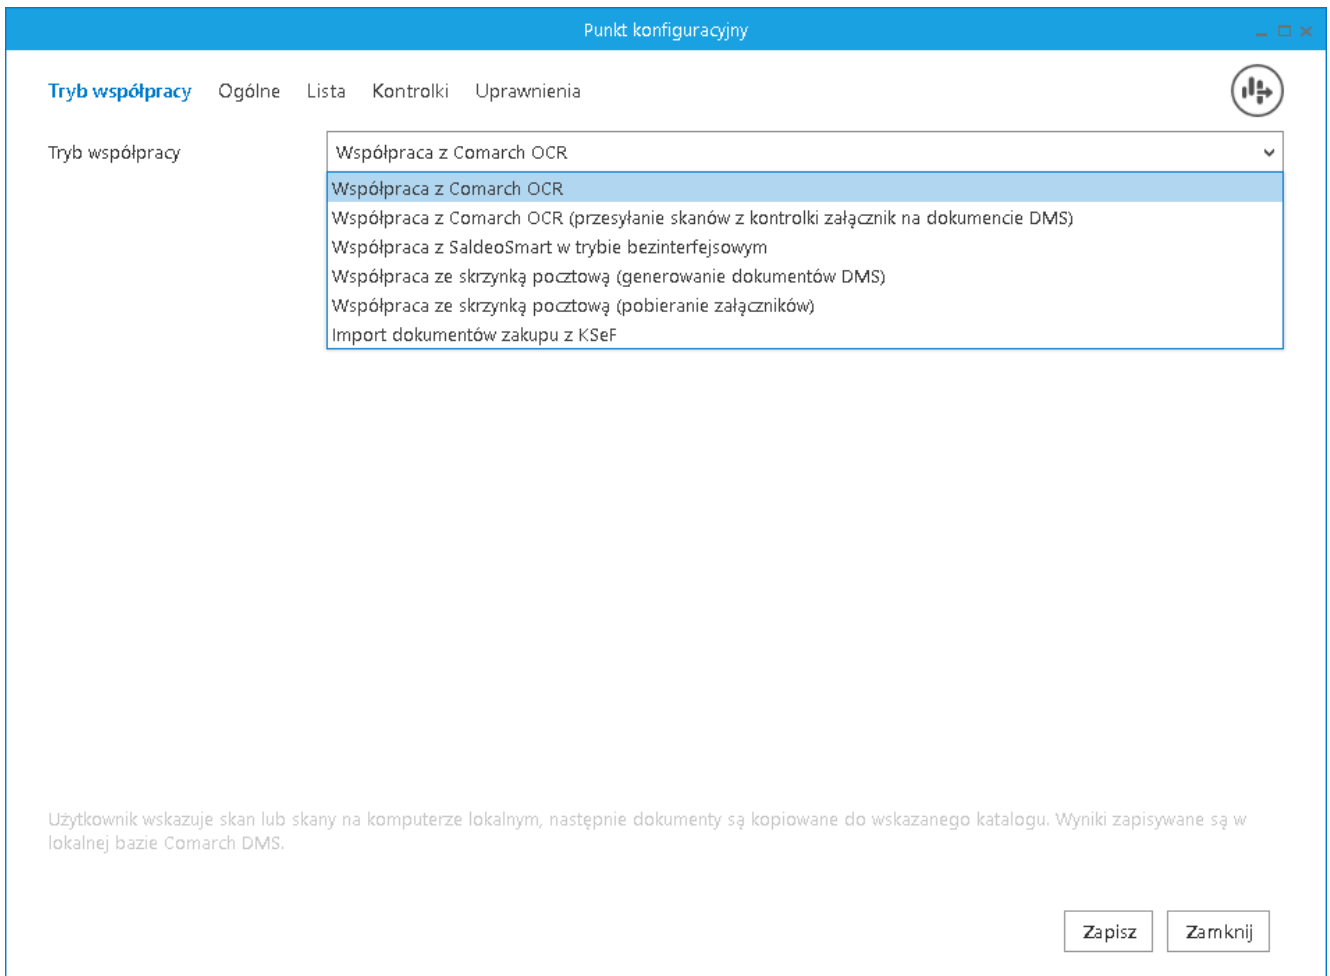 Punkt konfiguracyjny
Tryb współpracy Ogólne Lista Kontrolki Uprawnienia
Tryb współpracy Współpraca z Comarch OCR
Współpraca z Comarch OCR
Współpraca z Comarch OCR (przesyłanie skanów z kontrolki załącznik na dokumencie DMS)
Współpraca z SaldeoSmart w trybie bezinterfejsowym
Współpraca ze skrzynką pocztową (generowanie dokumentów DMS)
Współpraca ze skrzynką pocztową (pobieranie załączników)
Import dokumentów zakupu z KSeF
Użytkownik wskazuje skan lub skany na komputerze lokalnym, następnie dokumenty są kopiowane do wskazanego katalogu. Wyniki zapisywane są w
lokalnej bazie Comarch DMS.
Zapisz Zamknij